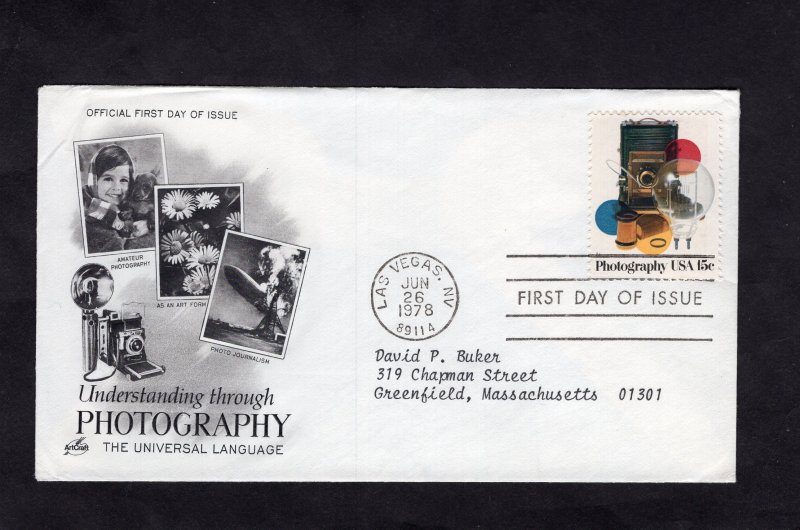 OFFICIAL FIRST DAY OF ISSUE
AMATEUR
PHOTOGRAPHY
AS AN ART FORM
PHOTO JOURNALISM
Understanding through
PHOTOGRAPHY
THE UNIVERSAL LANGUAGE
ArtCraft
Photography USA 15c
LAS VEGAS, NV
JUN
26
1978
89114
FIRST DAY OF ISSUE
David P. Buker
319 Chapman Street
Greenfield, Massachusetts 01301